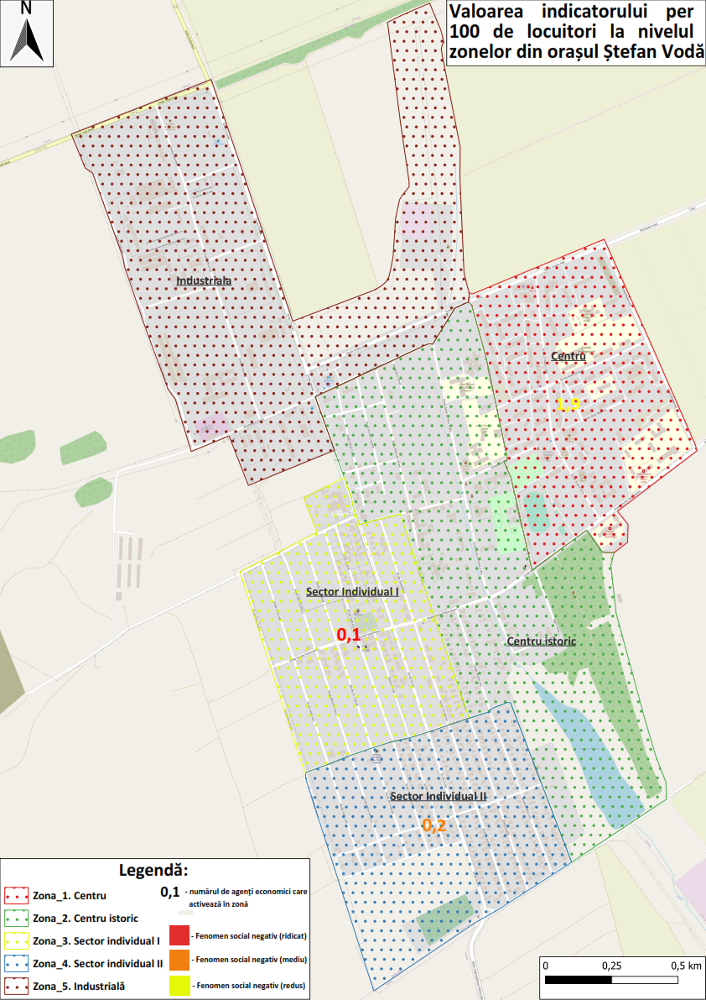 N
Valoarea indicatorului per
100 de locuitori la nivelul
zonelor din orașul Ștefan Vodă
Industriala
Centru
1,9
Sector Individual I
0,1
Centru istoric
Sector Individual II
0,2
Legendă:
Zona_1. Centru
Zona_2. Centru istoric
Zona_3. Sector individual I
Zona_4. Sector individual II
Zona_5. Industrială
0,1 - numărul de agenți economici care
activează în zonă
- Fenomen social negativ (ridicat)
- Fenomen social negativ (mediu)
- Fenomen social negativ (redus)
0 0,25 0,5 km